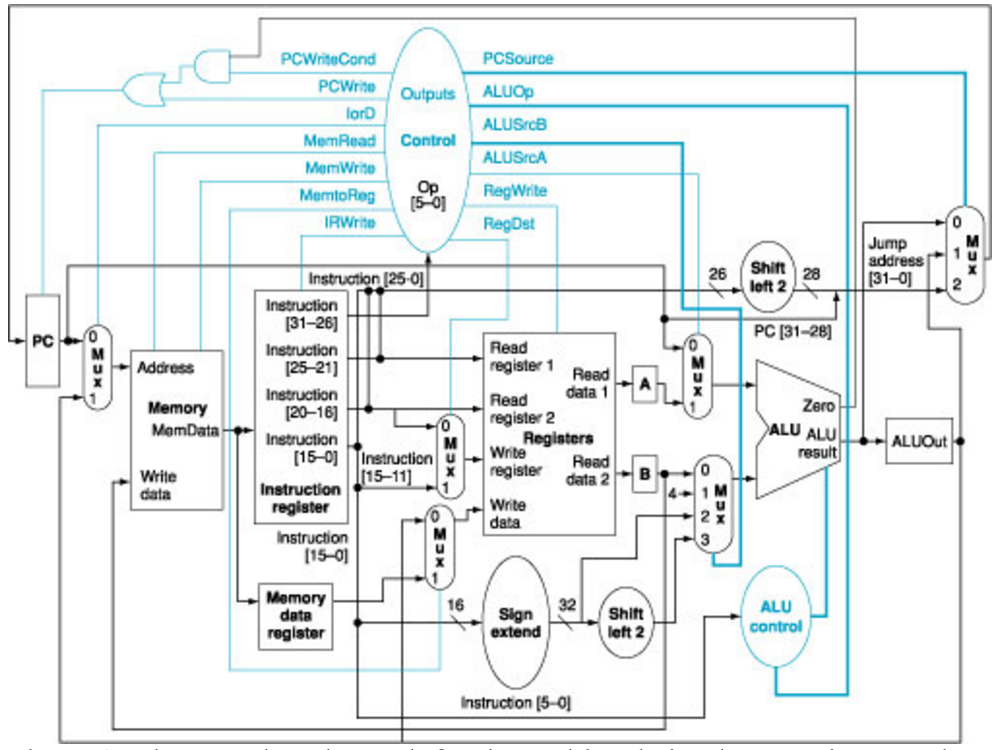 PCWriteCond
PCWrite
IorD
MemRead
MemWrite
MemtoReg
IRWrite
Outputs
Control
Op
[5–0]
PCSource
ALUOp
ALUSrcB
ALUSrcA
RegWrite
RegDst
PC
0
M
u
x
1
Address
Memory
MemData
Write
data
Instruction [25-0]
Instruction
[31–26]
Instruction
[25–21]
Instruction
[20–16]
Instruction
[15–0]
Instruction
register
Instruction
[15–0]
Memory
data
register
Instruction
[15–11]
0
M
u
x
1
0
M
u
x
1
Read
register 1
Read
register 2
Registers
Write
register
Write
data
Read
data 1
Read
data 2
A
B
4
0
M
u
x
1
0
1
2
3
M
u
x
16
Sign
extend
32
Shift
left 2
Instruction [5–0]
26
Shift
left 2
28
Jump
address
[31–0]
PC [31–28]
0
1
2
M
u
x
Zero
ALU
ALU
result
ALUOut
ALU
control